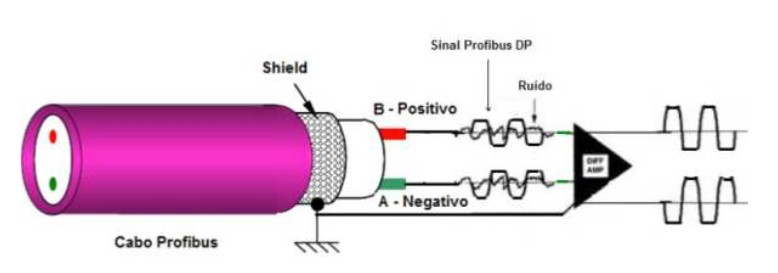 Sinal Profibus DP
Shield
Ruido
B - Positivo
DIFF
AMP
A - Negativo
Cabo Profibus